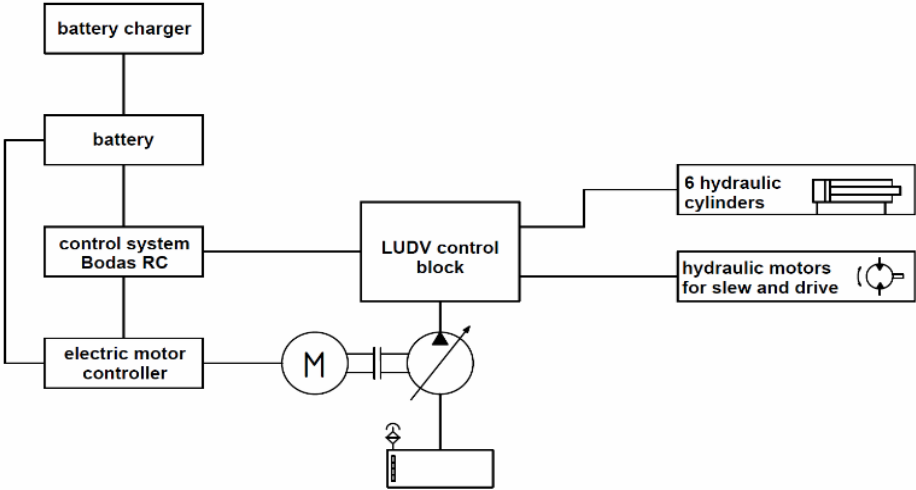 battery charger
battery
control system
Bodas RC
electric motor
controller
M
LUDV control
block
6 hydraulic
cylinders
hydraulic motors
for slew and drive